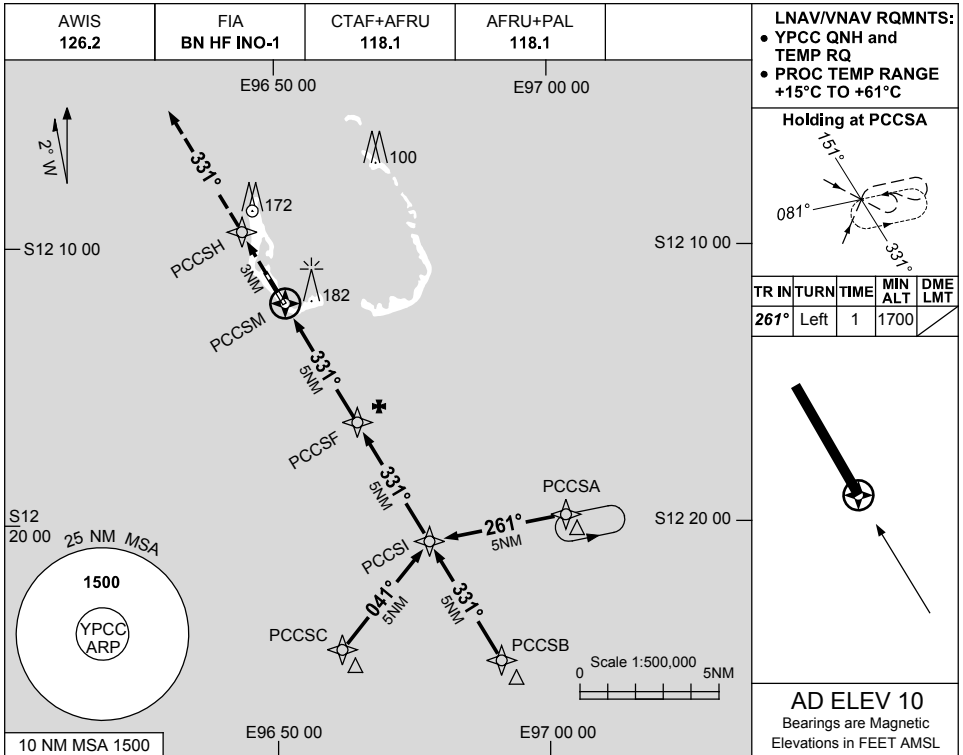 AWIS
126.2
FIA
BN HF INO-1
CTAF+AFRU
118.1
AFRU+PAL
118.1
LNAV/VNAV RQMNTS:
• YPCC QNH and
TEMP RQ
• PROC TEMP RANGE
+15°C TO +61°C
E96 50 00
E97 00 00
2° W
331°
100
172
PCCSH
S12 10 00
S12 10 00
3NM
182
PCCSM
331°
5NM
PCCSF
331°
5NM
PCCSA
S12
20 00
S12 20 00
261°
5NM
PCCSI
25 NM MSA
1500
YPCC
ARP
041°
5NM
331°
5NM
PCCSC
PCCSB
Scale 1:500,000
0
5NM
10 NM MSA 1500
E96 50 00
E97 00 00
Holding at PCCSA
151°
081°
331°
TR IN TURN TIME MIN ALT DME LMT
261° Left 1 1700
AD ELEV 10
Bearings are Magnetic
Elevations in FEET AMSL